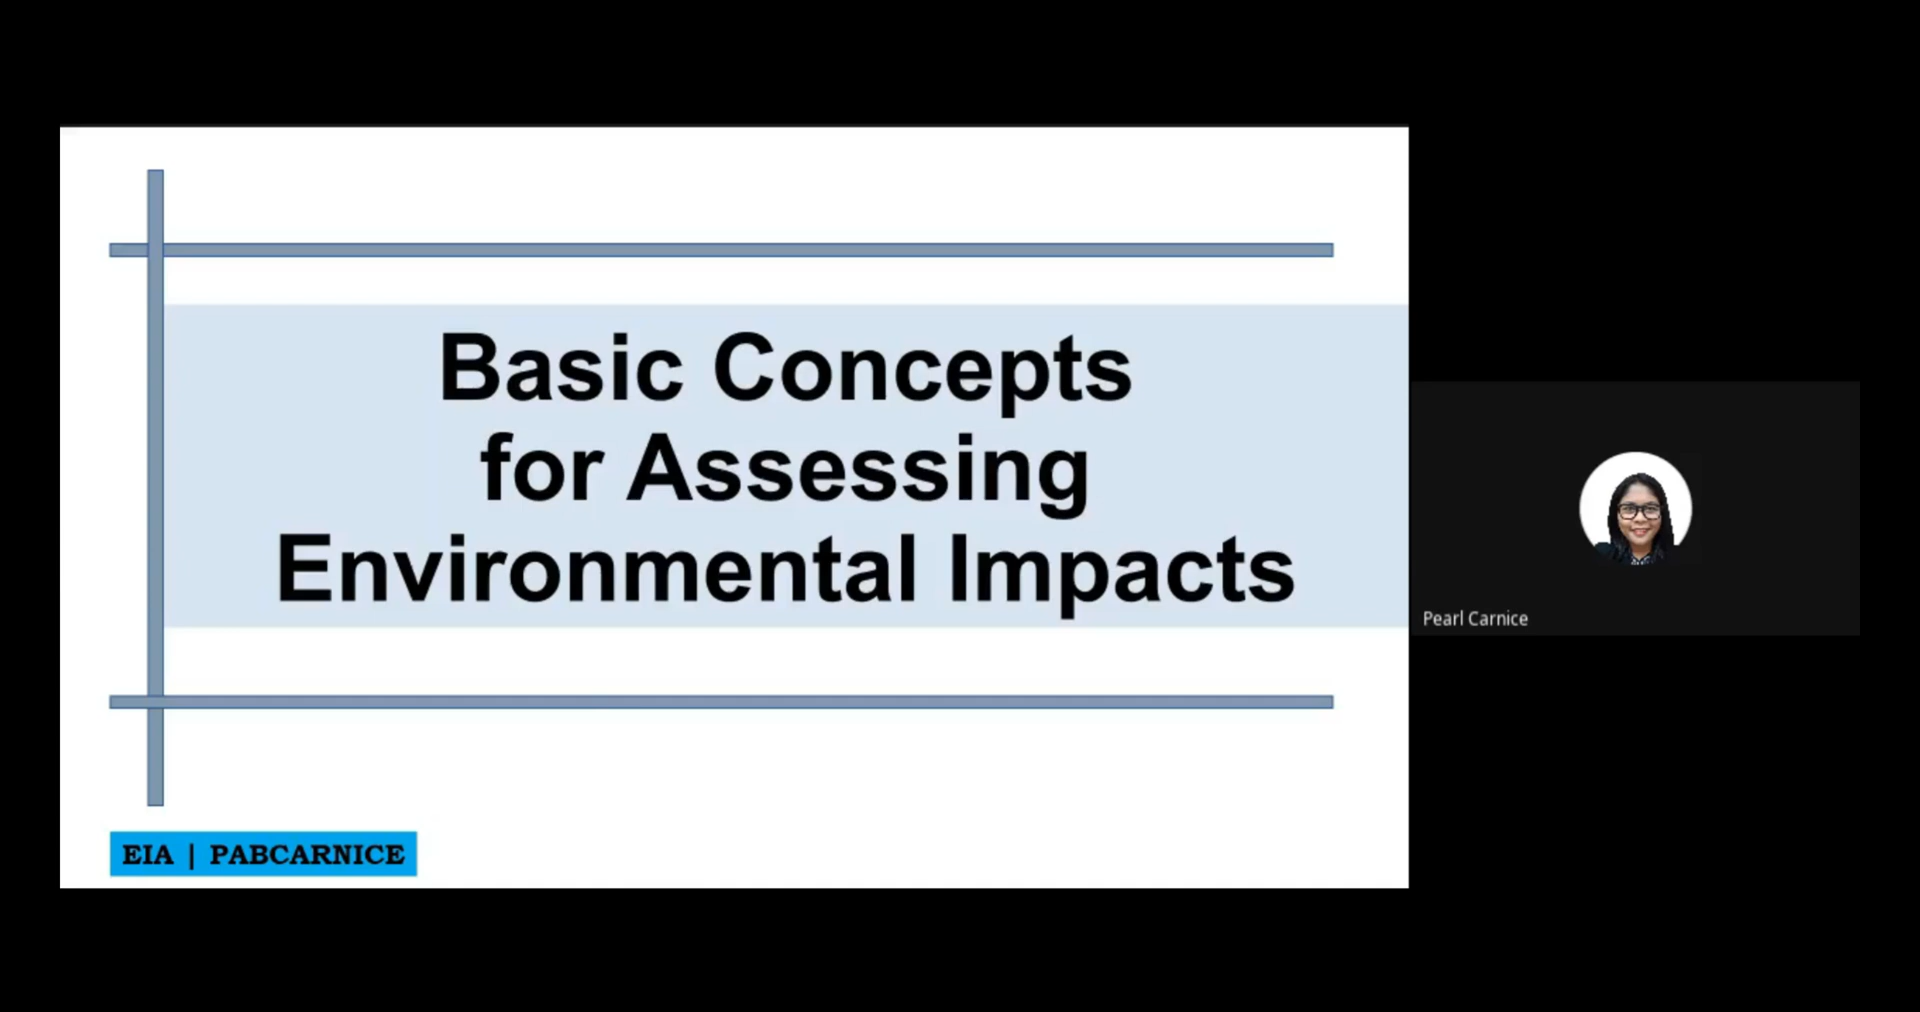 Basic Concepts
for Assessing
Environmental Impacts
Pearl Carnice
EIA | PABCARNICE